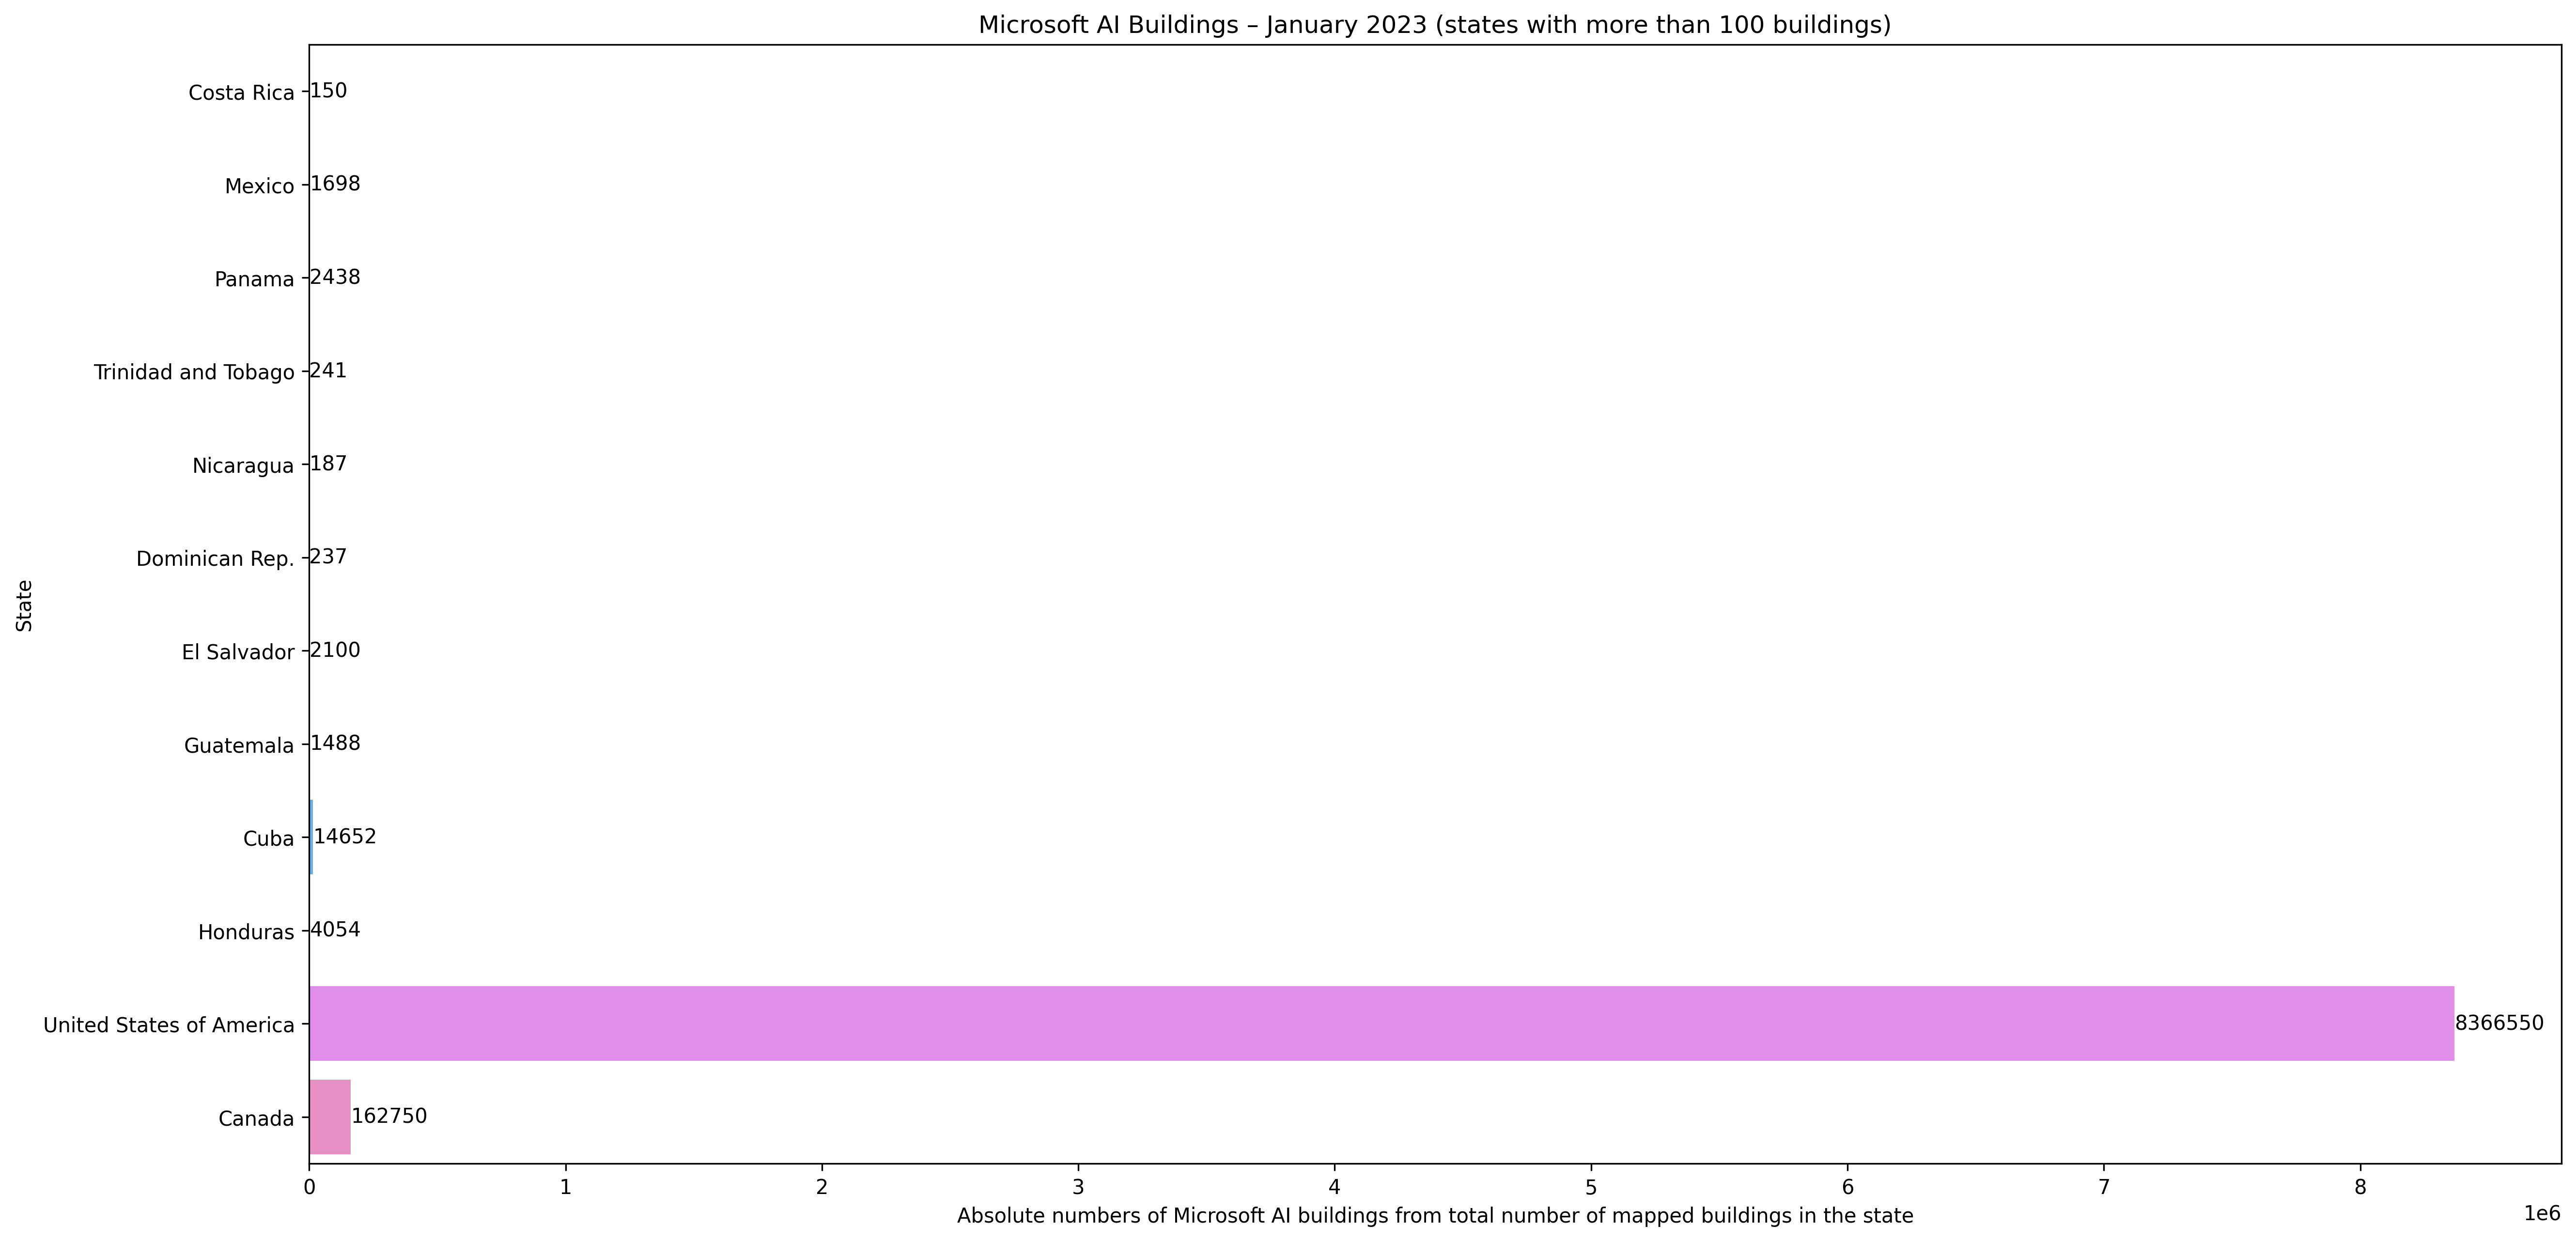 Microsoft AI Buildings – January 2023 (states with more than 100 buildings)
State
Costa Rica 150
Mexico 1698
Panama 2438
Trinidad and Tobago 241
Nicaragua 187
Dominican Rep. 237
El Salvador 2100
Guatemala 1488
Cuba 14652
Honduras 4054
United States of America 8366550
Canada 162750
0 1 2 3 4 5 6 7 8
1e6
Absolute numbers of Microsoft AI buildings from total number of mapped buildings in the state